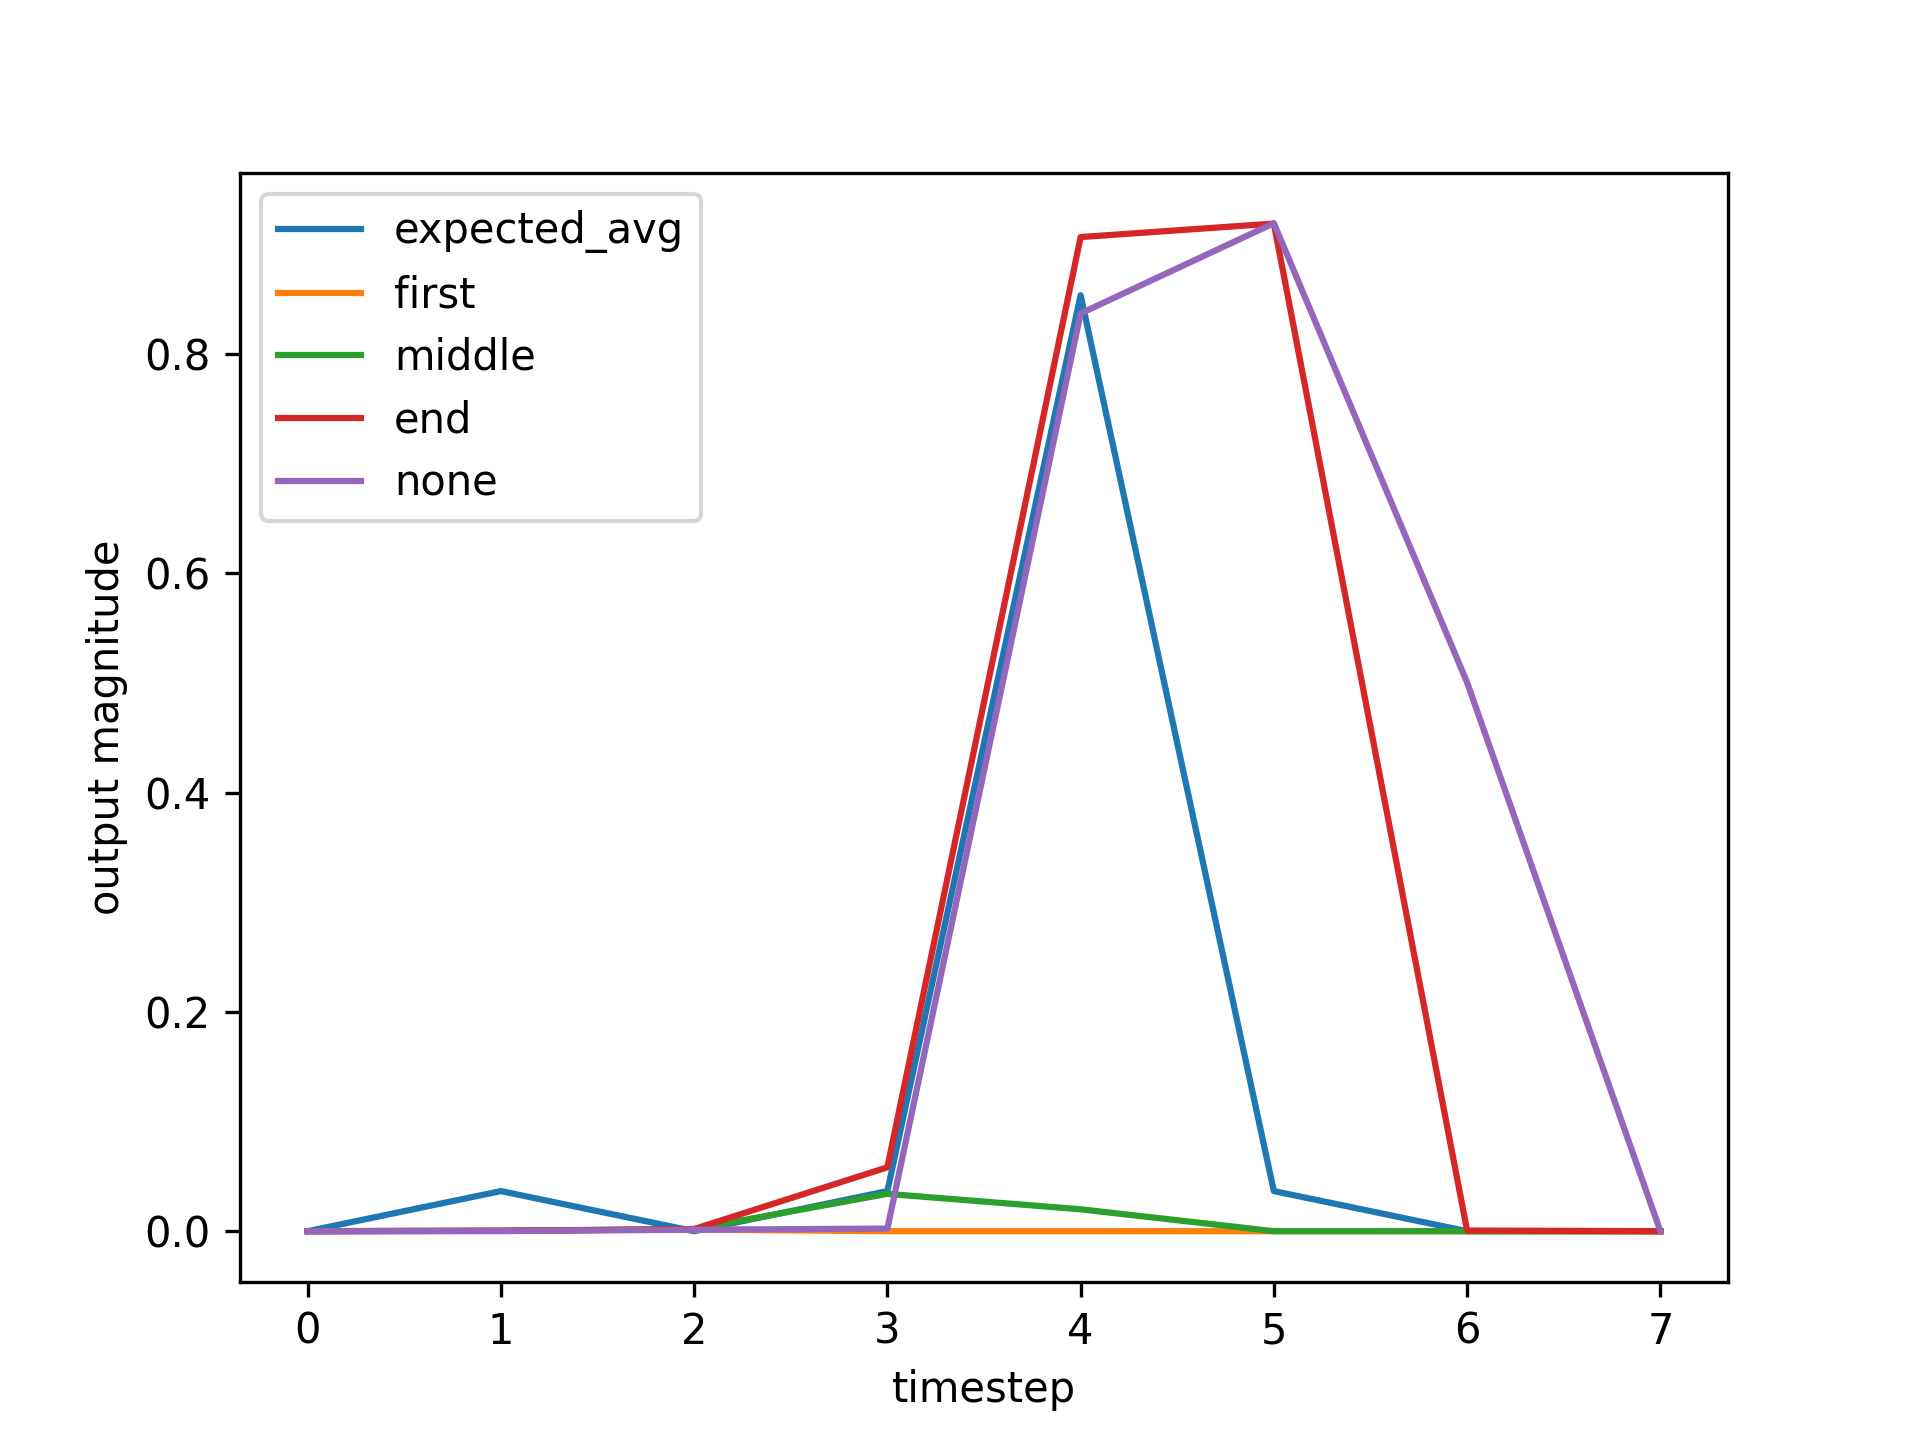 expected_avg
first
middle
end
none
0.8
0.6
0.4
0.2
0.0
output magnitude
0 1 2 3 4 5 6 7
timestep